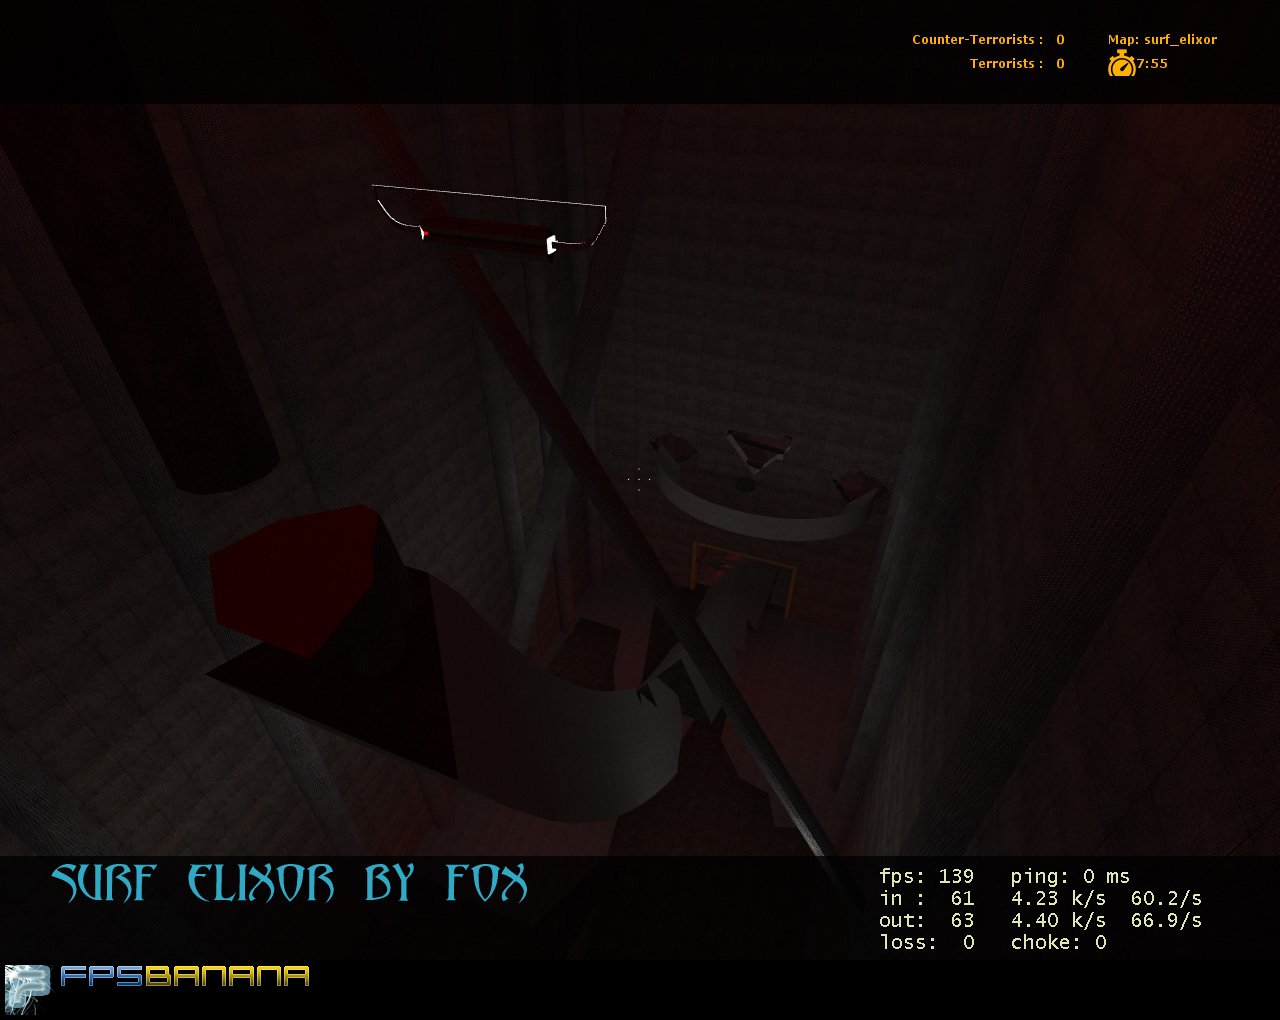 Counter-Terrorists : 0 Map: surf_elixor
Terrorists : 0 7:55
SURF ELIXOR BY FOX
fps: 139 ping: 0 ms
in : 61 4.23 k/s 60.2/s
out: 63 4.40 k/s 66.9/s
loss: 0 choke: 0
FPSBANANA